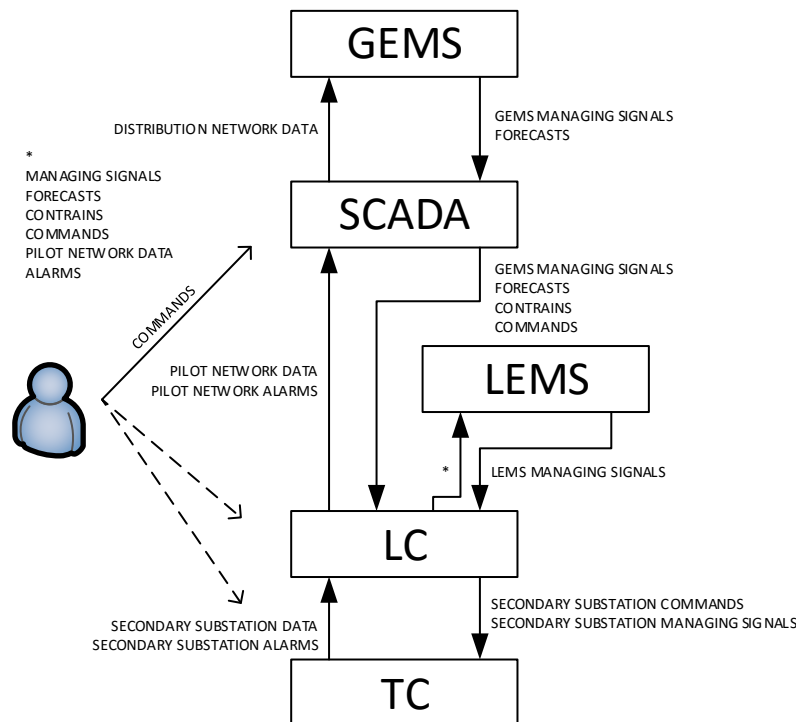 GEMS
DISTRIBUTION NETWORK DATA
GEMS MANAGING SIGNALS
FORECASTS
*
MANAGING SIGNALS
FORECASTS
CONTRAINS
COMMANDS
PILOT NETWORK DATA
ALARMS
SCADA
COMMANDS
GEMS MANAGING SIGNALS
FORECASTS
CONTRAINS
COMMANDS
PILOT NETWORK DATA
PILOT NETWORK ALARMS
LEMS
*
LEMS MANAGING SIGNALS
LC
SECONDARY SUBSTATION DATA
SECONDARY SUBSTATION ALARMS
SECONDARY SUBSTATION COMMANDS
SECONDARY SUBSTATION MANAGING SIGNALS
TC